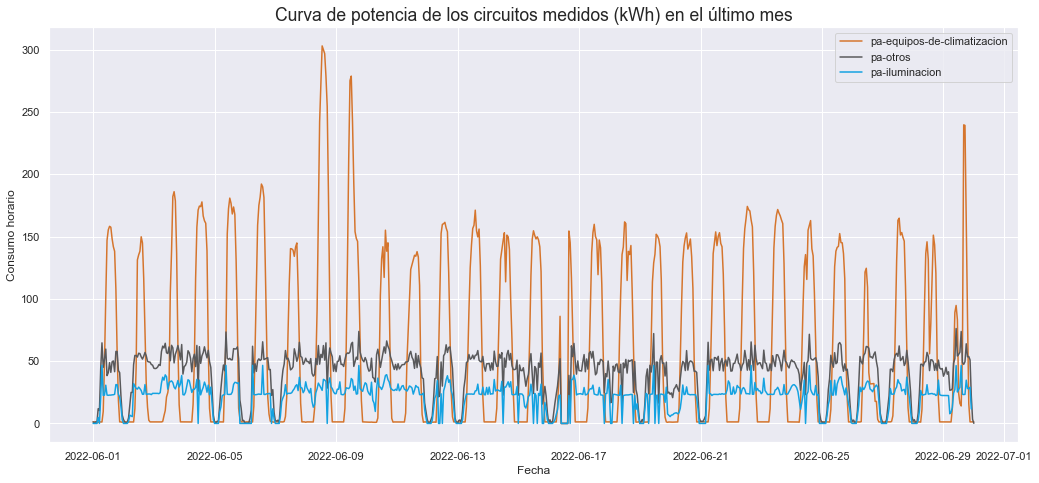 Curva de potencia de los circuitos medidos (kWh) en el último mes
pa-equipos-de-climatizacion
pa-otros
pa-iluminacion
Consumo horario
300
250
200
150
100
50
0
2022-06-01 2022-06-05 2022-06-09 2022-06-13 2022-06-17 2022-06-21 2022-06-25 2022-06-29 2022-07-01
Fecha